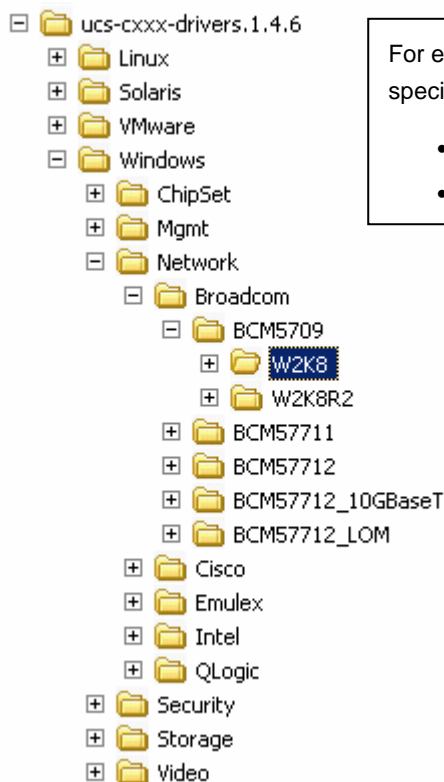 ucs-cxxx-drivers.1.4.6
Linux
Solaris
VMware
Windows
ChipSet
Mgmt
Network
Broadcom
BCM5709
W2K8
W2K8R2
BCM57711
BCM57712
BCM57712_10GBaseT
BCM57712_LOM
Cisco
Emulex
Intel
QLogic
Security
Storage
Video
For e
speci